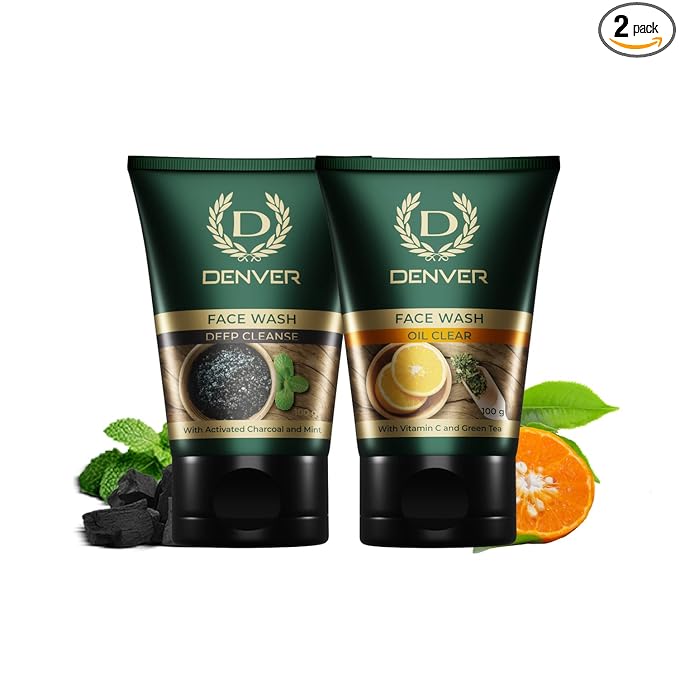 2 pack
D
DENVER
FACE WASH
DEEP CLEANSE
100 g
With Activated Charcoal and Mint
D
DENVER
FACE WASH
OIL CLEAR
100 g
With Vitamin C and Green Tea